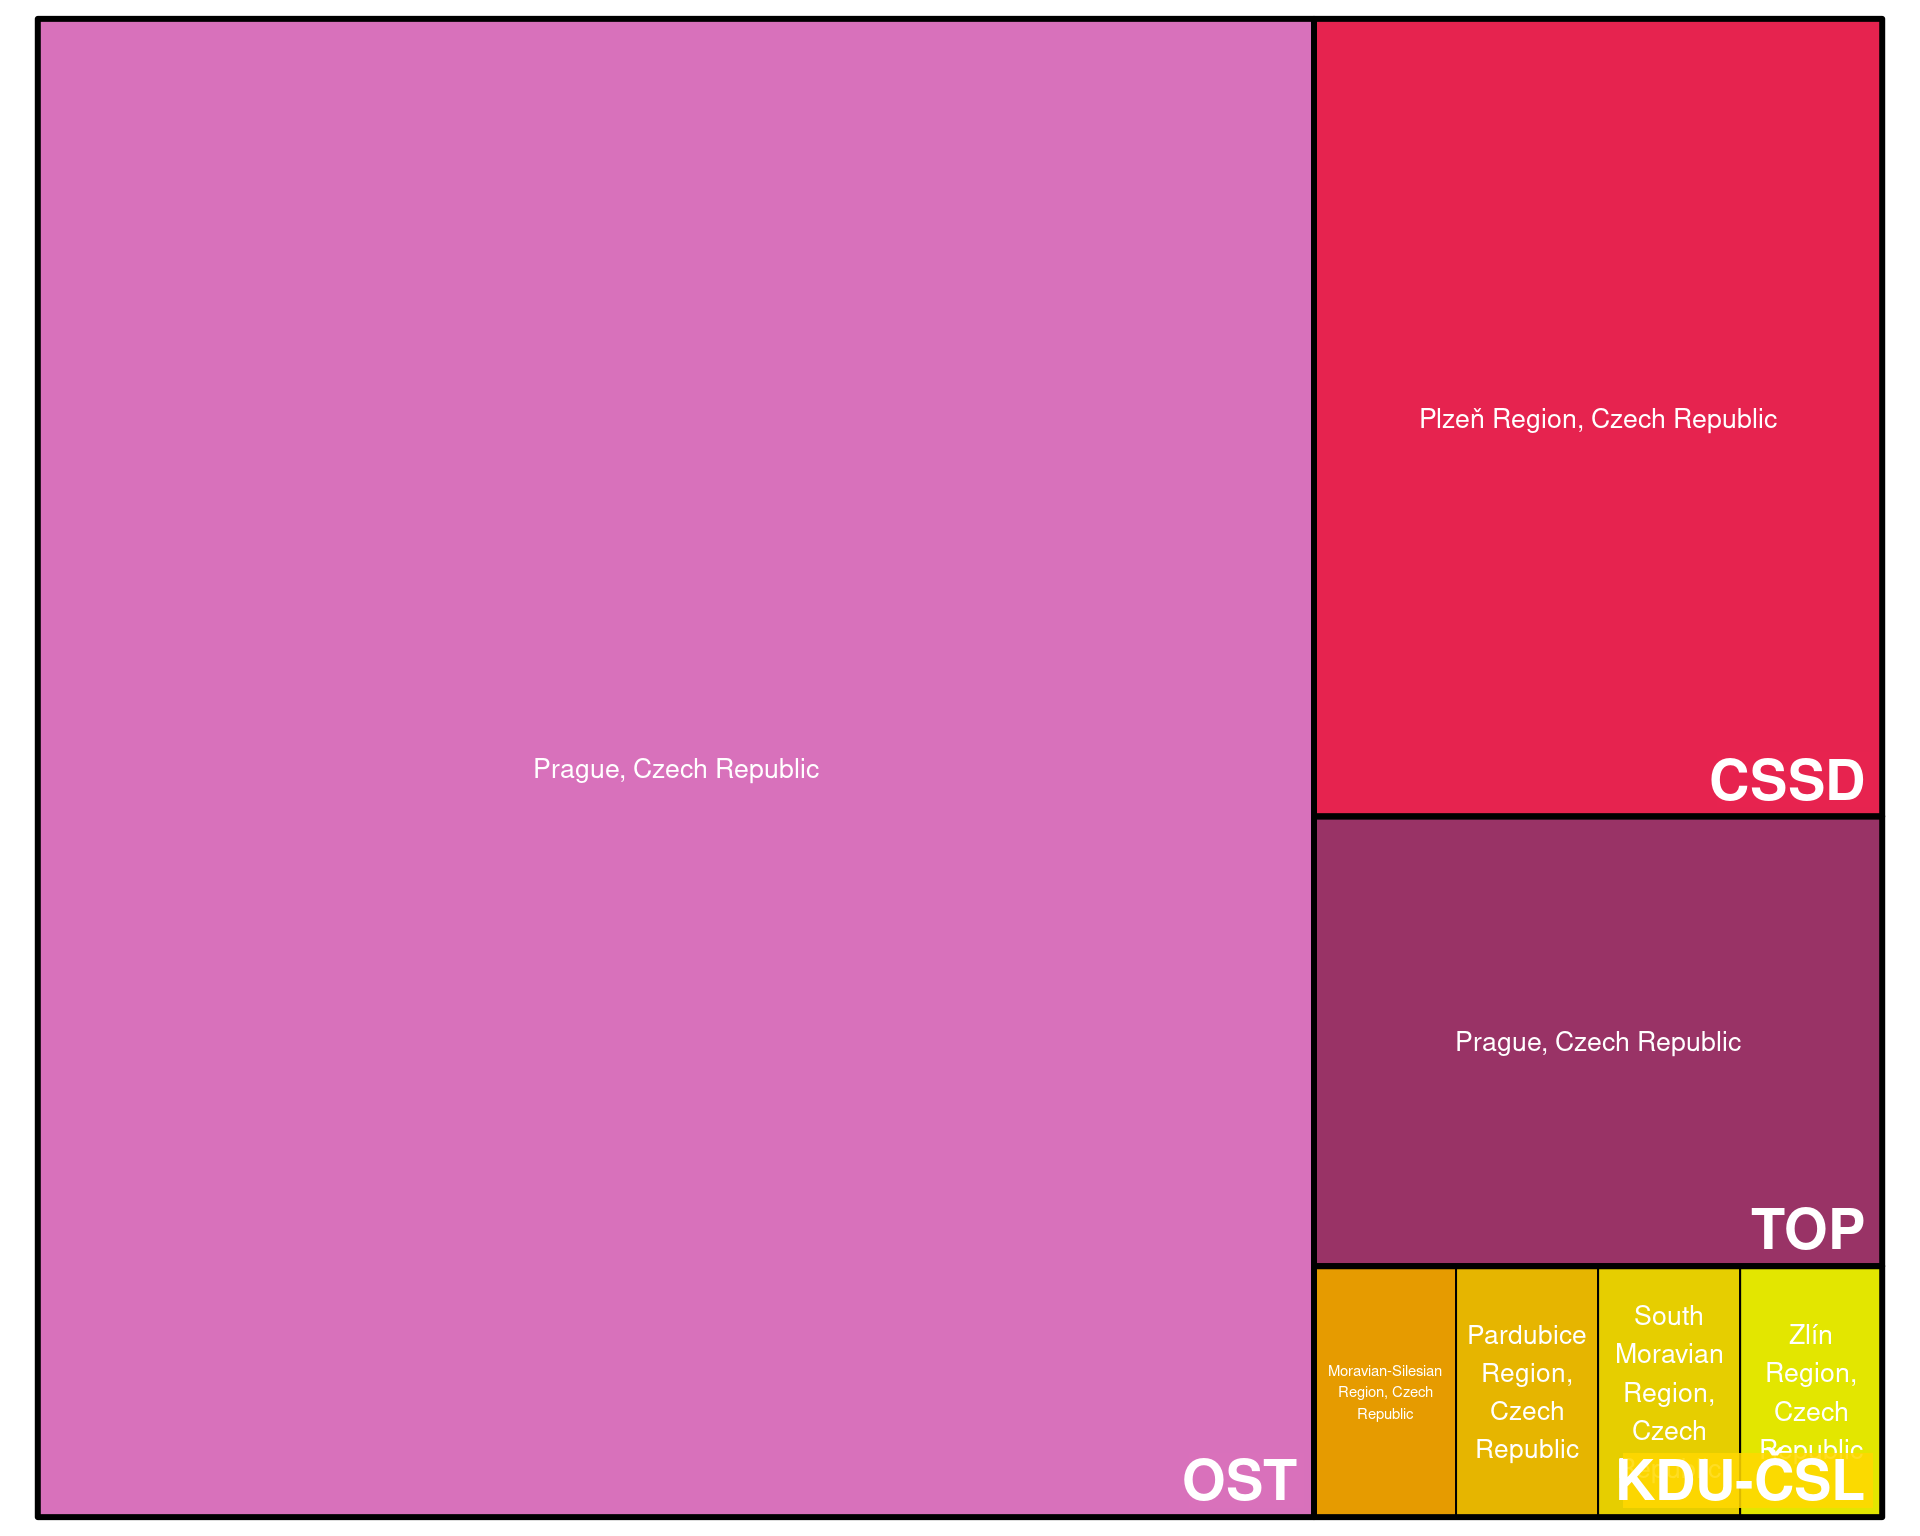 Prague, Czech Republic
OST
Plzeň Region, Czech Republic
CSSD
Prague, Czech Republic
TOP
Moravian-Silesian
Region, Czech
Republic
Pardubice
Region,
Czech
Republic
South
Moravian
Region,
Czech
Zlín
Region,
Czech
Republic
KDU-ČSL